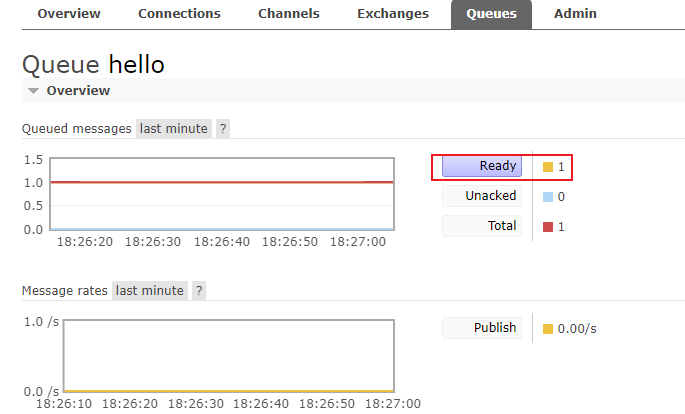 Overview Connections Channels Exchanges Queues Admin
Queue hello
Overview
Queued messages last minute ?
1.5
1.0
0.5
0.0
18:26:20 18:26:30 18:26:40 18:26:50 18:27:00
Ready 1
Unacked 0
Total 1
Message rates last minute ?
1.0 /s
0.0 /s
18:26:10 18:26:20 18:26:30 18:26:40 18:26:50 18:27:00
Publish 0.00/s